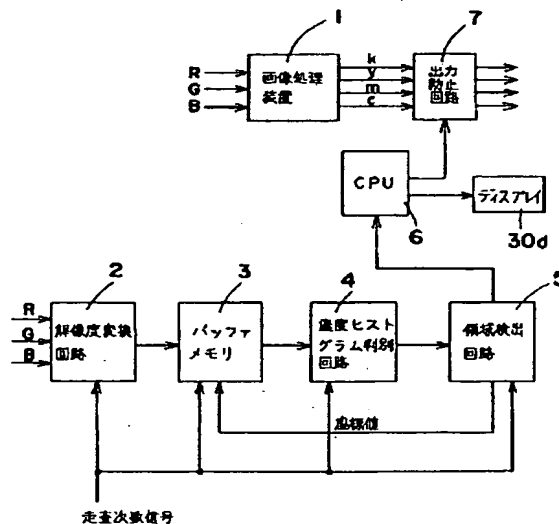 1
7
R
G
B
画像処理
装置
k
y
m
c
出力
防止
回路
CPU
6
ディスプレイ
30d
2
3
4
5
R
G
B
解像度変換
回路
バッファ
メモリ
濃度ヒスト
グラム判別
回路
領域検出
回路
座標値
走査次数信号